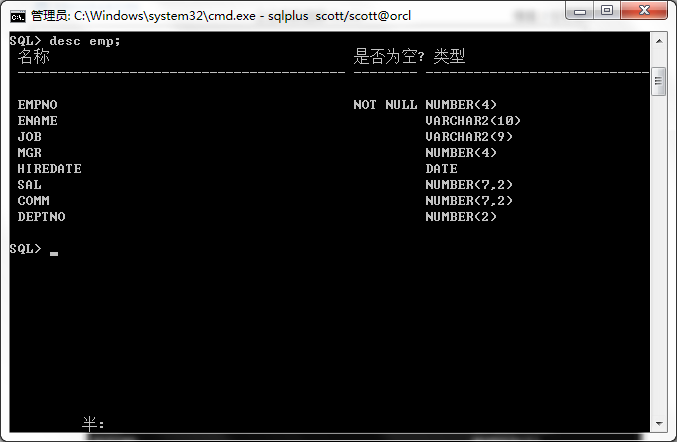 管理员: C:\Windows\system32\cmd.exe - sqlplus  scott/scott@orcl
SQL> desc emp;
名称 是否为空? 类型
----------------------------------------- -------- ----------------------------
EMPNO NOT NULL NUMBER(4)
ENAME VARCHAR2(10)
JOB VARCHAR2(9)
MGR NUMBER(4)
HIREDATE DATE
SAL NUMBER(7,2)
COMM NUMBER(7,2)
DEPTNO NUMBER(2)
SQL> _
半: